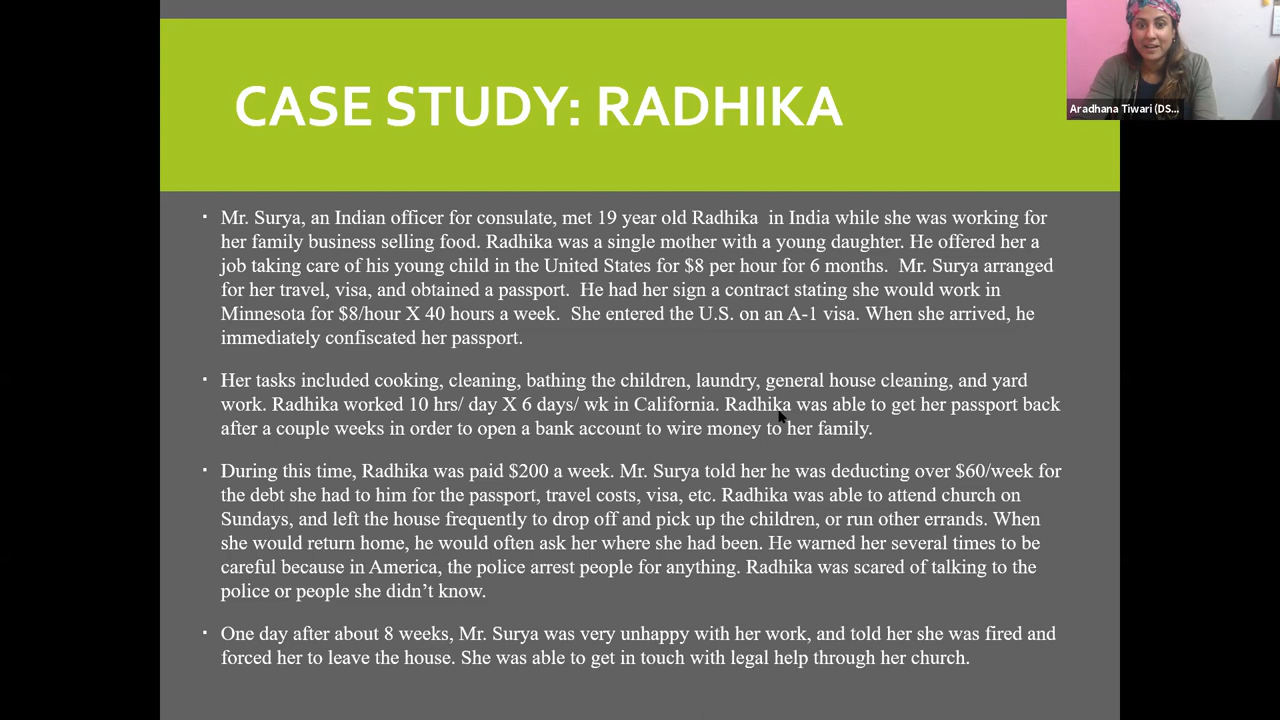 CASE STUDY: RADHIKA
Aradhana Tiwari (DS...
▪ Mr. Surya, an Indian officer for consulate, met 19 year old Radhika  in India while she was working for
her family business selling food. Radhika was a single mother with a young daughter. He offered her a
job taking care of his young child in the United States for $8 per hour for 6 months.  Mr. Surya arranged
for her travel, visa, and obtained a passport.  He had her sign a contract stating she would work in
Minnesota for $8/hour X 40 hours a week.  She entered the U.S. on an A-1 visa. When she arrived, he
immediately confiscated her passport.
▪ Her tasks included cooking, cleaning, bathing the children, laundry, general house cleaning, and yard
work. Radhika worked 10 hrs/ day X 6 days/ wk in California. Radhika was able to get her passport back
after a couple weeks in order to open a bank account to wire money to her family.
▪ During this time, Radhika was paid $200 a week. Mr. Surya told her he was deducting over $60/week for
the debt she had to him for the passport, travel costs, visa, etc. Radhika was able to attend church on
Sundays, and left the house frequently to drop off and pick up the children, or run other errands. When
she would return home, he would often ask her where she had been. He warned her several times to be
careful because in America, the police arrest people for anything. Radhika was scared of talking to the
police or people she didn’t know.
▪ One day after about 8 weeks, Mr. Surya was very unhappy with her work, and told her she was fired and
forced her to leave the house. She was able to get in touch with legal help through her church.